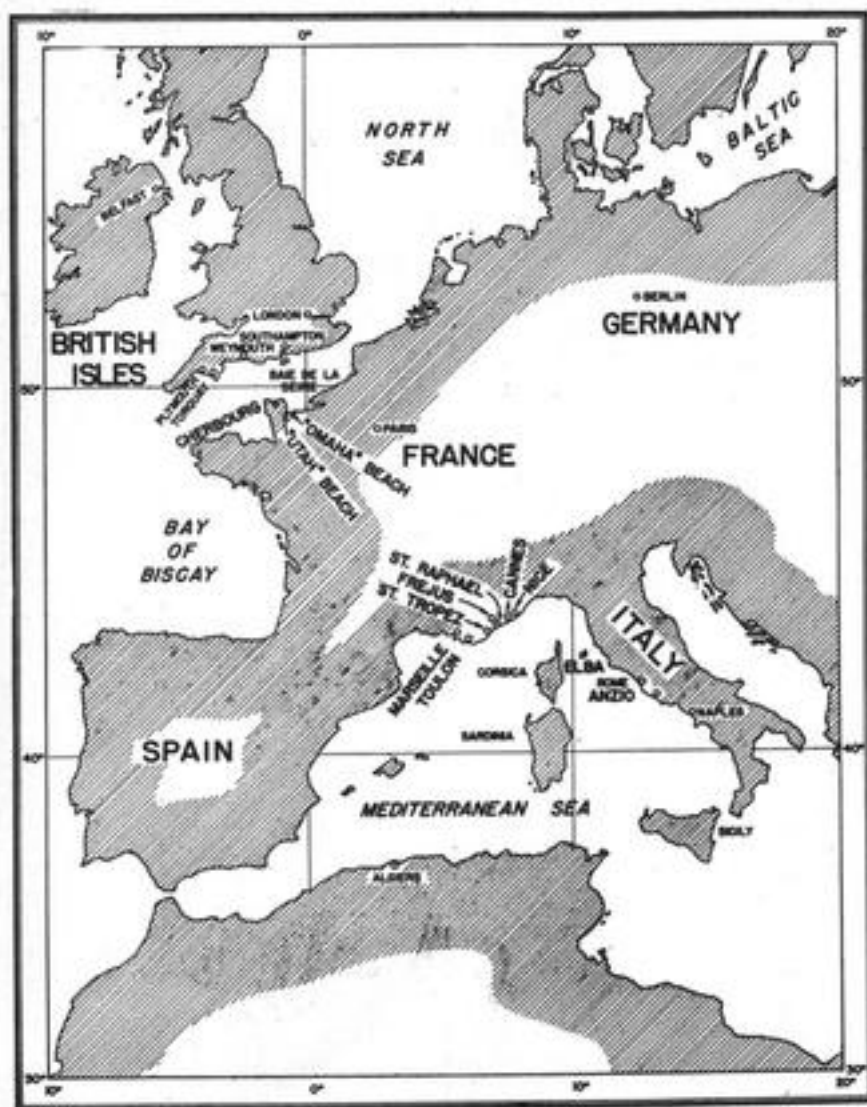 10°
0°
10°
20°
NORTH
SEA
BALTIC
SEA
BELFAST
BERLIN
GERMANY
LONDON
SOUTHAMPTON
WEYMOUTH
BRITISH
ISLES
BAIE DE LA
SEINE
50°
50°
PLYMOUTH
TORQUAY
CHERBOURG
PARIS
"OMAHA" BEACH
"UTAH" BEACH
FRANCE
BAY
OF
BISCAY
ST. RAPHAEL
FREJUS
ST. TROPEZ
CANNES
NICE
MARSEILLE
TOULON
ITALY
CORSICA
ELBA
ROME
ANZIO
NAPLES
SARDINIA
SPAIN
40°
40°
MEDITERRANEAN SEA
SICILY
ALGIERS
30°
30°
10°
0°
10°
20°